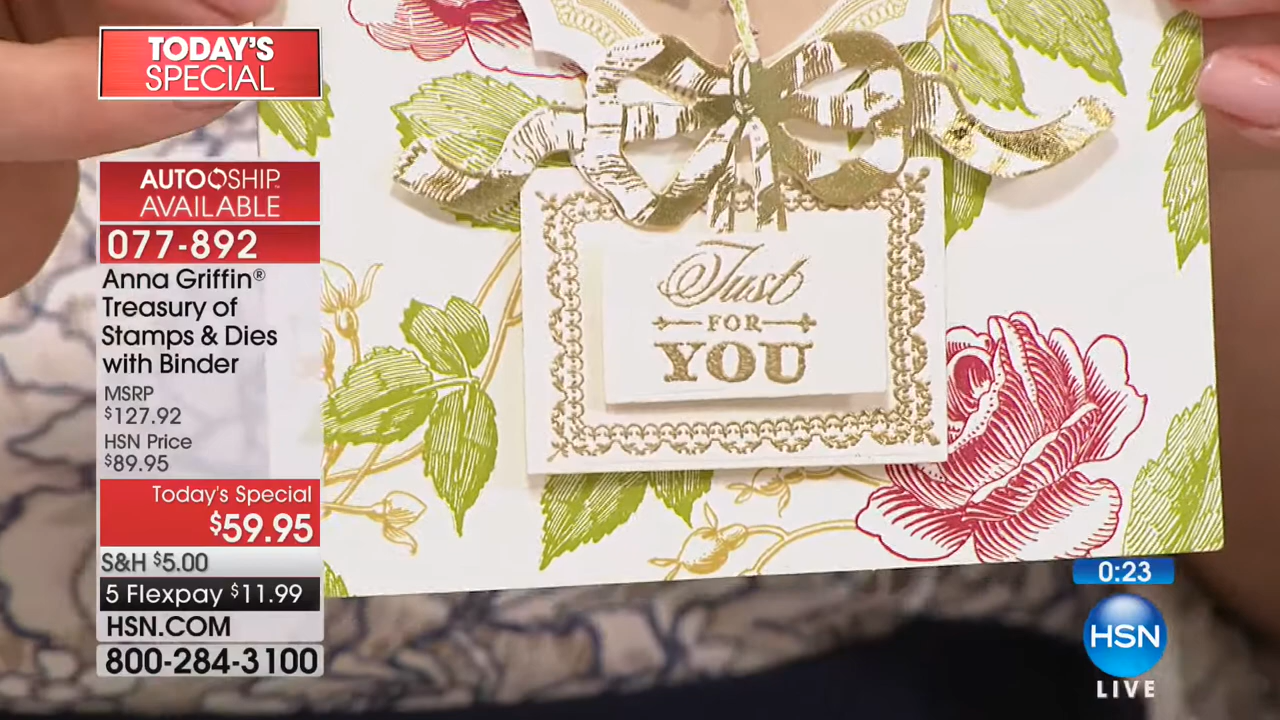 TODAY'S
SPECIAL
AUTOSHIP™
AVAILABLE
077-892
Anna Griffin®
Treasury of
Stamps & Dies
with Binder
MSRP
$127.92
HSN Price
$89.95
Today's Special
$59.95
S&H $5.00
5 Flexpay $11.99
HSN.COM
800-284-3100
Just
FOR
YOU
0:23
HSN
LIVE